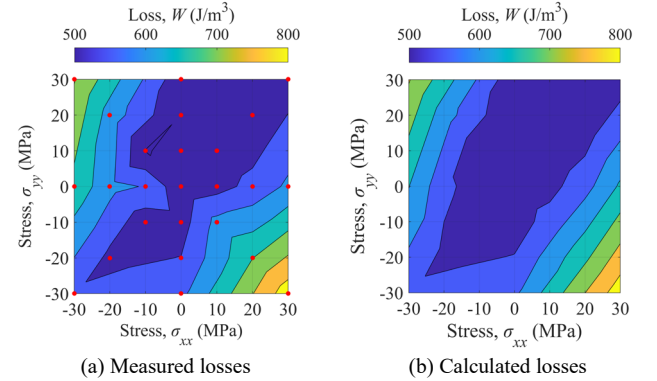 Loss, W (J/m³)
500 600 700 800
Stress, σyy (MPa)
30
20
10
0
-10
-20
-30
-30 -20 -10 0 10 20 30
Stress, σxx (MPa)
(a) Measured losses
Loss, W (J/m³)
500 600 700 800
Stress, σyy (MPa)
30
20
10
0
-10
-20
-30
-30 -20 -10 0 10 20 30
Stress, σxx (MPa)
(b) Calculated losses